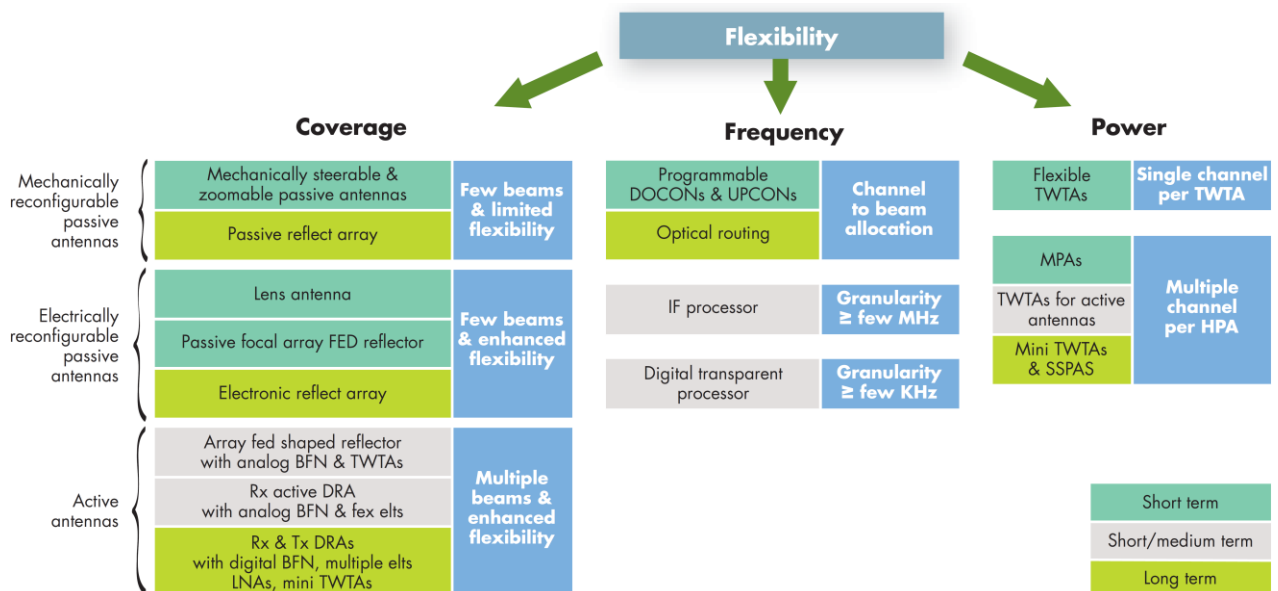 Flexibility
Coverage
Frequency
Power
Mechanically
reconfigurable
passive
antennas
Mechanically steerable &
zoomable passive antennas
Passive reflect array
Few beams
& limited
flexibility
Electrically
reconfigurable
passive
antennas
Lens antenna
Passive focal array FED reflector
Electronic reflect array
Few beams
& enhanced
flexibility
Active
antennas
Array fed shaped reflector
with analog BFN & TWTAs
Rx active DRA
with analog BFN & fex elts
Rx & Tx DRAs
with digital BFN, multiple elts
LNAs, mini TWTAs
Multiple
beams &
enhanced
flexibility
Programmable
DOCONs & UPCONs
Optical routing
Channel
to beam
allocation
IF processor
Granularity
≥ few MHz
Digital transparent
processor
Granularity
≥ few KHz
Flexible
TWTAs
Single channel
per TWTA
MPAs
TWTAs for active
antennas
Mini TWTAs
& SSPAS
Multiple
channel
per HPA
Short term
Short/medium term
Long term